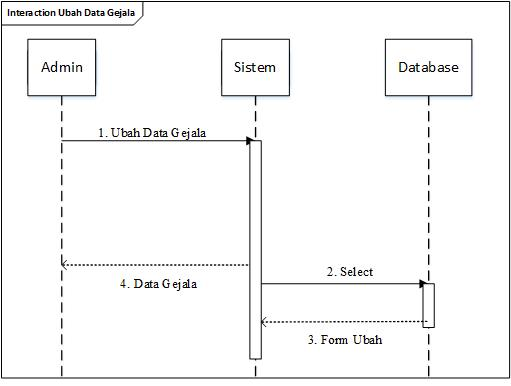 Interaction Ubah Data Gejala
Admin
Sistem
Database
1. Ubah Data Gejala
4. Data Gejala
2. Select
3. Form Ubah